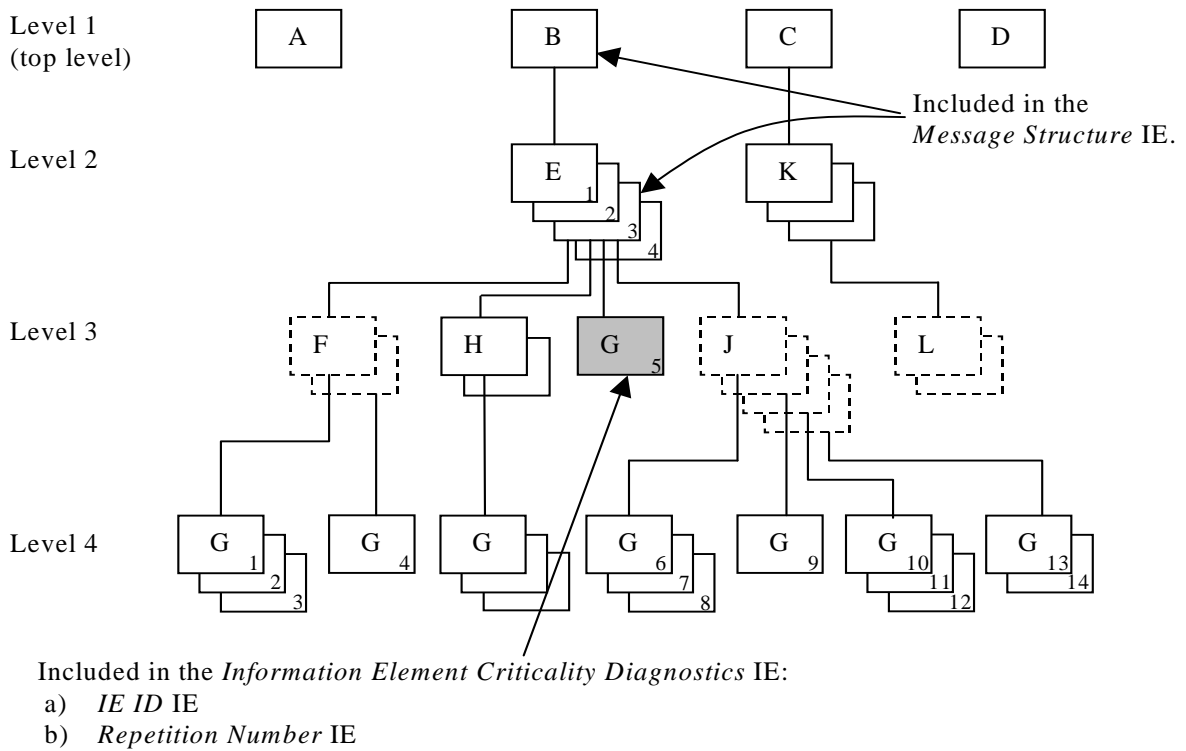 Level 1
(top level)
A
B
C
D
Included in the
Message Structure IE.
Level 2
E
1
2
3
4
K
Level 3
F
H
G
5
J
L
Level 4
G
1
2
3
G
4
G
G
6
7
8
G
9
G
10
11
12
G
13
14
Included in the Information Element Criticality Diagnostics IE:
a) IE ID IE
b) Repetition Number IE